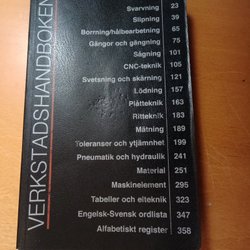 VERKSTADSHANDBOKEN
Svarvning 23
Slipning 39
Borrning/hålbearbetning 65
Gängor och gängning 75
Sågning 101
CNC-teknik 105
Svetsning och skärning 121
Lödning 157
Plåtteknik 163
Ritteknik 183
Mätning 189
Toleranser och ytjämnhet 199
Pneumatik och hydraulik 241
Material 251
Maskinelement 295
Tabeller och elteknik 323
Engelsk-Svensk ordlista 347
Alfabetiskt register 358